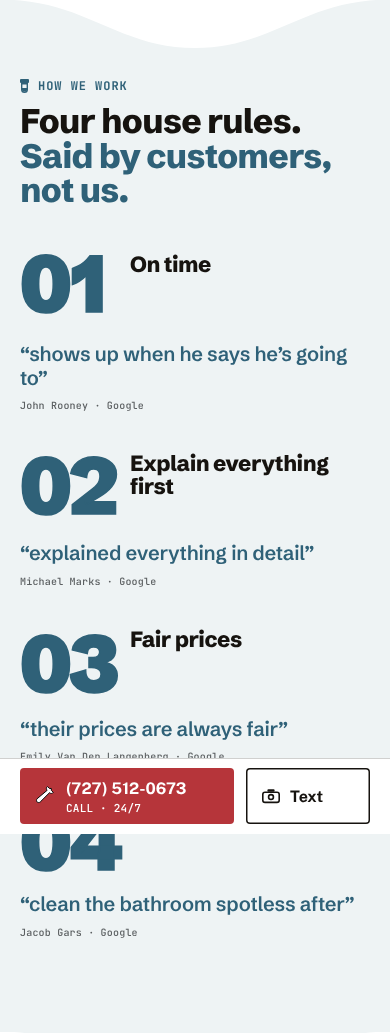 HOW WE WORK
Four house rules.
Said by customers,
not us.
01
On time
“shows up when he says he’s going
to”
John Rooney · Google
02
Explain everything
first
“explained everything in detail”
Michael Marks · Google
03
Fair prices
“their prices are always fair”
Emily Van Den Langenberg · Google
(727) 512-0673
CALL · 24/7
Text
04
“clean the bathroom spotless after”
Jacob Gars · Google